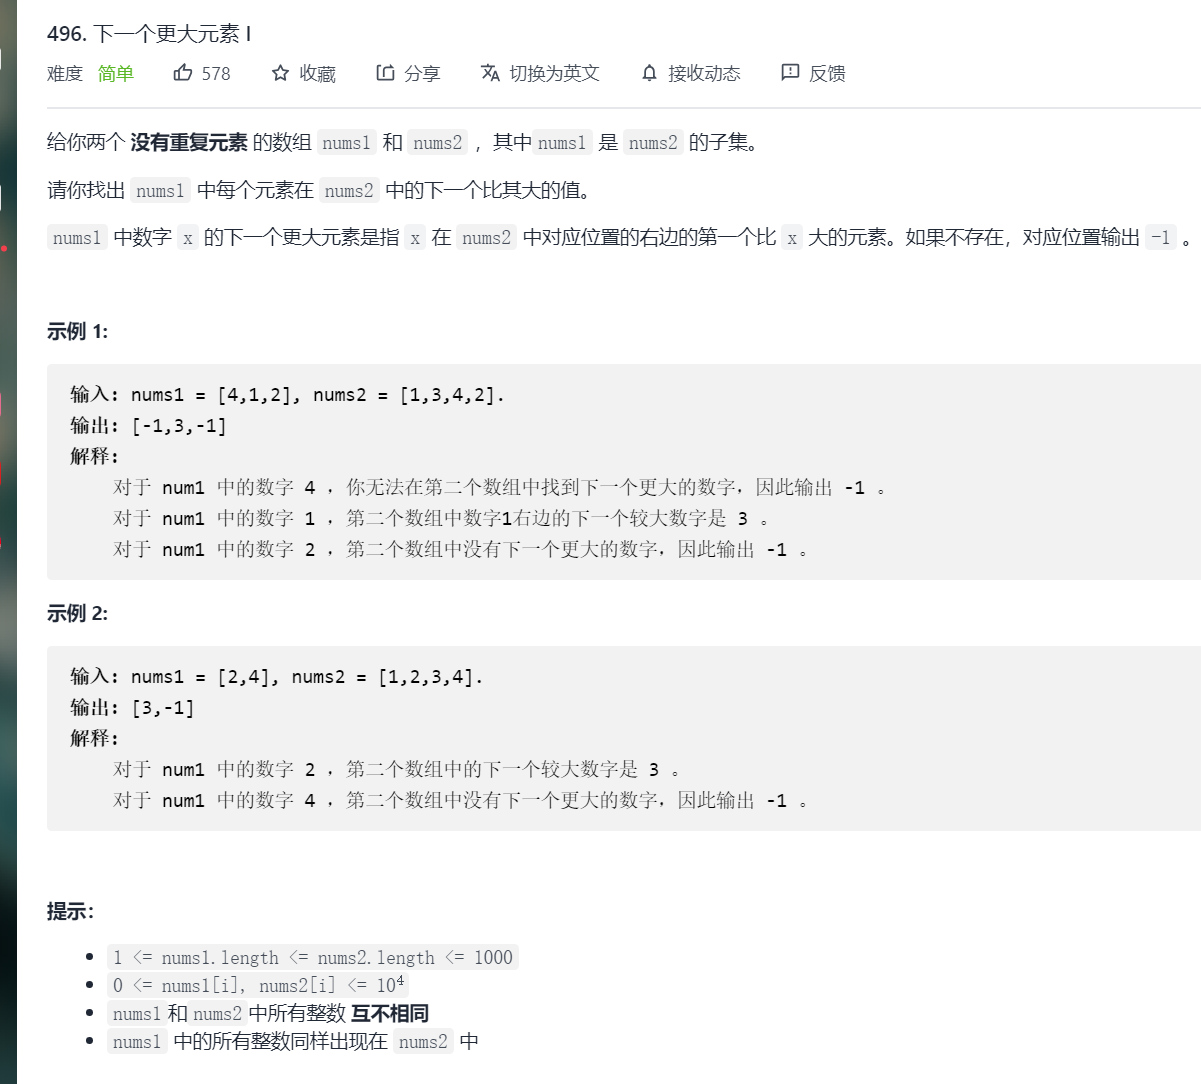 496. 下一个更大元素 I
难度 简单 578 收藏 分享 切换为英文 接收动态 反馈
给你两个 没有重复元素 的数组 nums1 和 nums2 ，其中nums1 是 nums2 的子集。
请你找出 nums1 中每个元素在 nums2 中的下一个比其大的值。
nums1 中数字 x 的下一个更大元素是指 x 在 nums2 中对应位置的右边的第一个比 x 大的元素。如果不存在，对应位置输出 -1 。
示例 1:
输入: nums1 = [4,1,2], nums2 = [1,3,4,2].
输出: [-1,3,-1]
解释:
对于 num1 中的数字 4 ，你无法在第二个数组中找到下一个更大的数字，因此输出 -1 。
对于 num1 中的数字 1 ，第二个数组中数字1右边的下一个较大数字是 3 。
对于 num1 中的数字 2 ，第二个数组中没有下一个更大的数字，因此输出 -1 。
示例 2:
输入: nums1 = [2,4], nums2 = [1,2,3,4].
输出: [3,-1]
解释:
对于 num1 中的数字 2 ，第二个数组中的下一个较大数字是 3 。
对于 num1 中的数字 4 ，第二个数组中没有下一个更大的数字，因此输出 -1 。
提示：
• 1 <= nums1.length <= nums2.length <= 1000
• 0 <= nums1[i], nums2[i] <= 10⁴
• nums1和nums2中所有整数 互不相同
• nums1 中的所有整数同样出现在 nums2 中